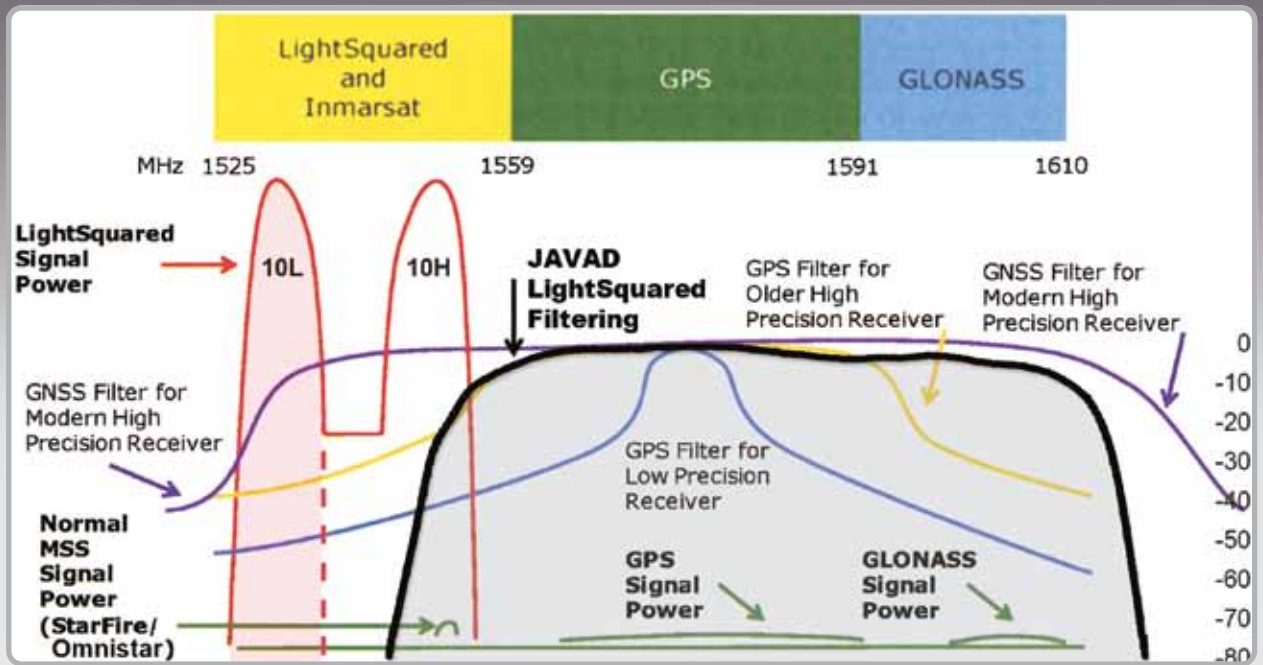 LightSquared
and
Inmarsat
GPS
GLONASS
MHz 1525 1559 1591 1610
LightSquared
Signal
Power
10L
10H
JAVAD
LightSquared
Filtering
GPS Filter for
Older High
Precision Receiver
GNSS Filter for
Modern High
Precision Receiver
GNSS Filter for
Modern High
Precision Receiver
GPS Filter for
Low Precision
Receiver
Normal
MSS
Signal
Power
(StarFire/
Omnistar)
GPS
Signal
Power
GLONASS
Signal
Power
0
-10
-20
-30
-40
-50
-60
-70
-80